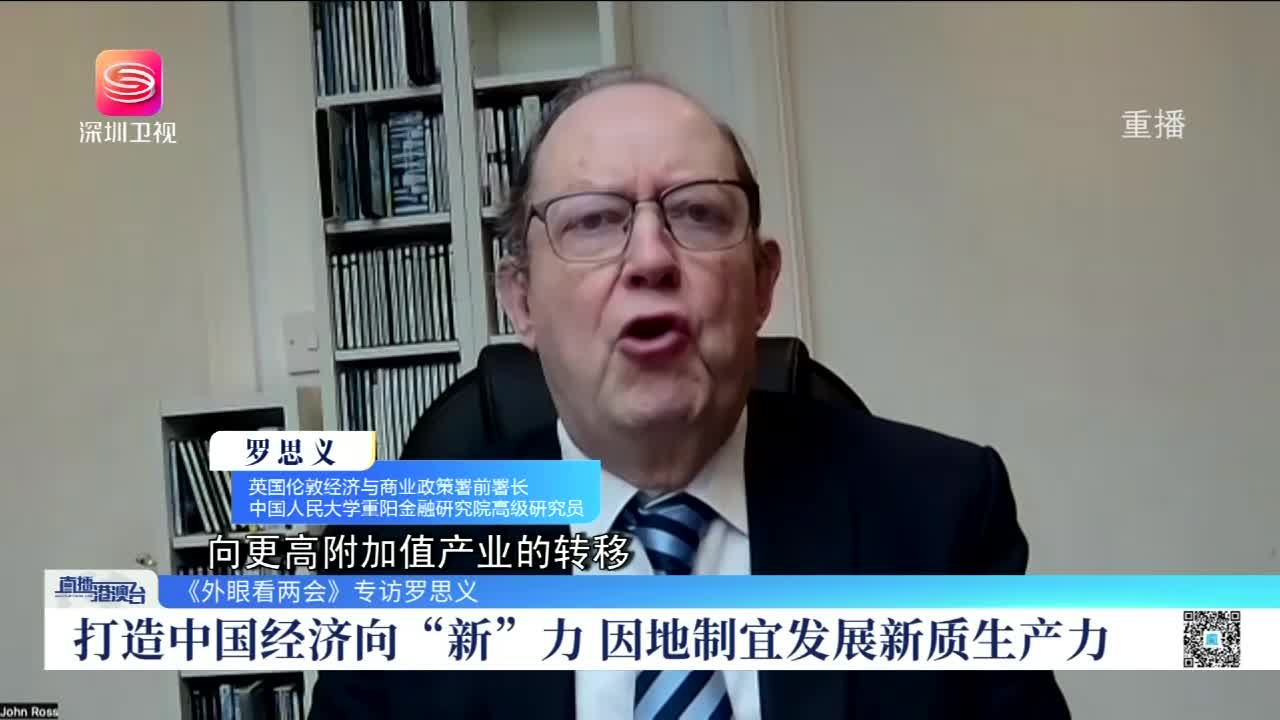 深圳卫视
重播
罗思义
英国伦敦经济与商业政策署前署长
中国人民大学重阳金融研究院高级研究员
向更高附加值产业的转移
直播港澳台
《外眼看两会》专访罗思义
打造中国经济向“新”力 因地制宜发展新质生产力
John Ross